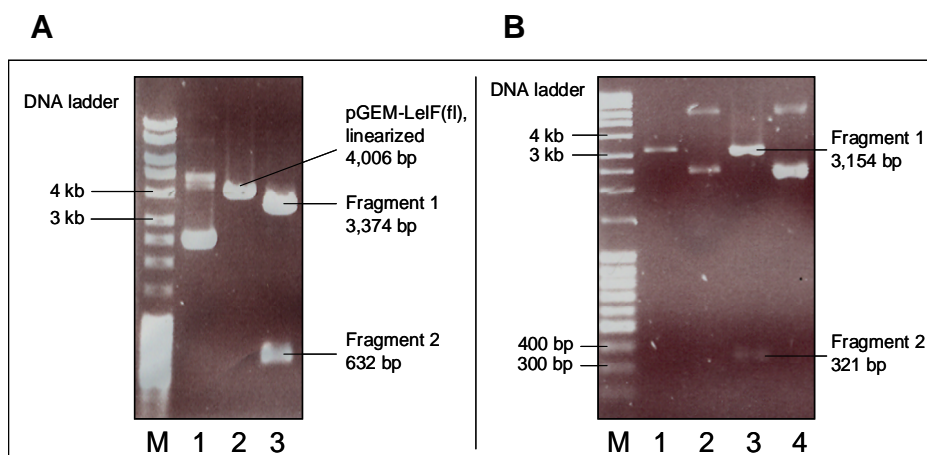 A
B
DNA ladder
4 kb
3 kb
pGEM-LeIF(fl),
linearized
4,006 bp
Fragment 1
3,374 bp
Fragment 2
632 bp
M 1 2 3
DNA ladder
4 kb
3 kb
400 bp
300 bp
Fragment 1
3,154 bp
Fragment 2
321 bp
M 1 2 3 4